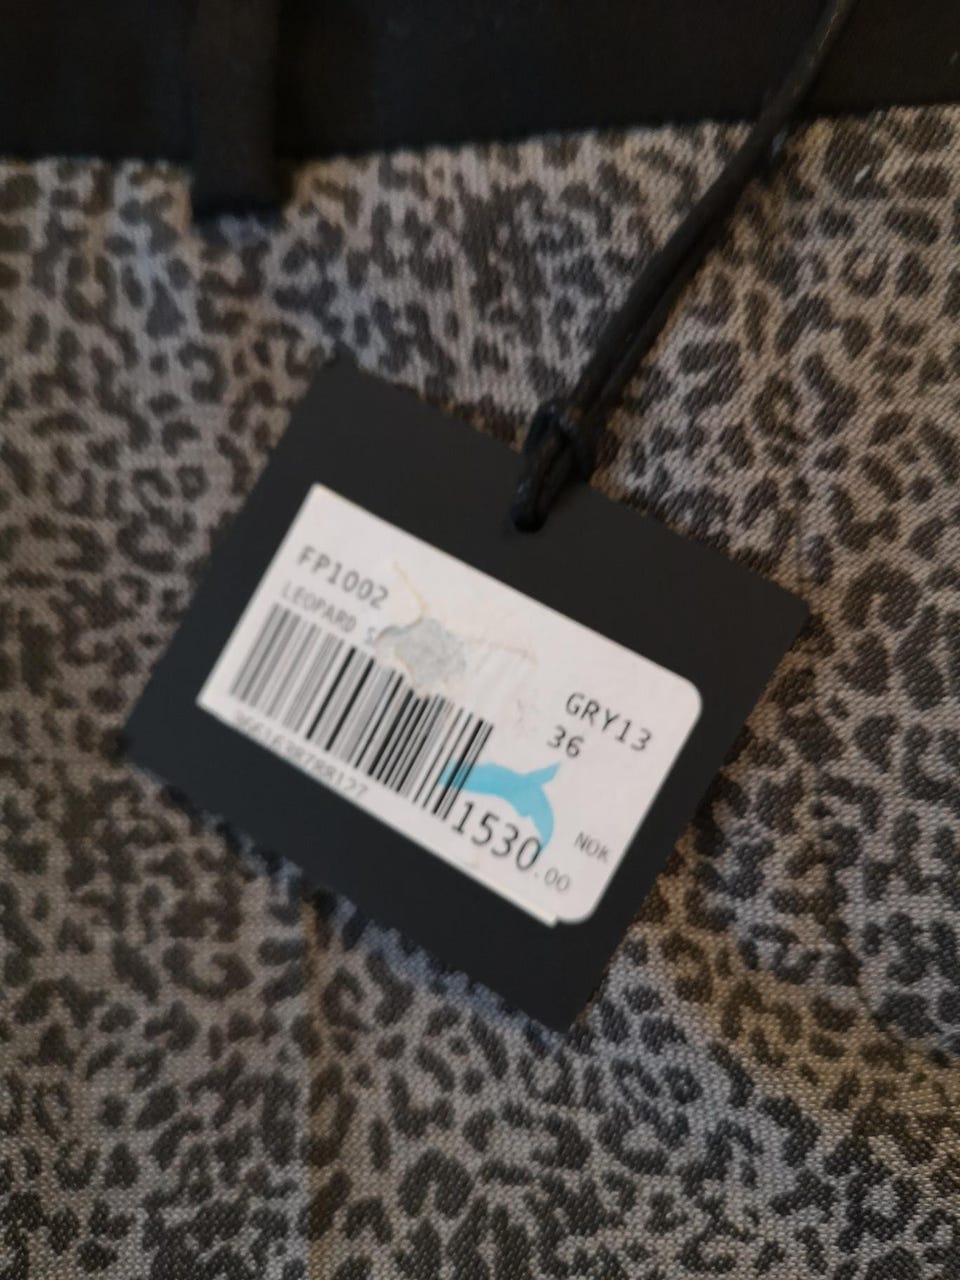 FP1002
LEOPARD S
GRY13
36
1530.00 NOK